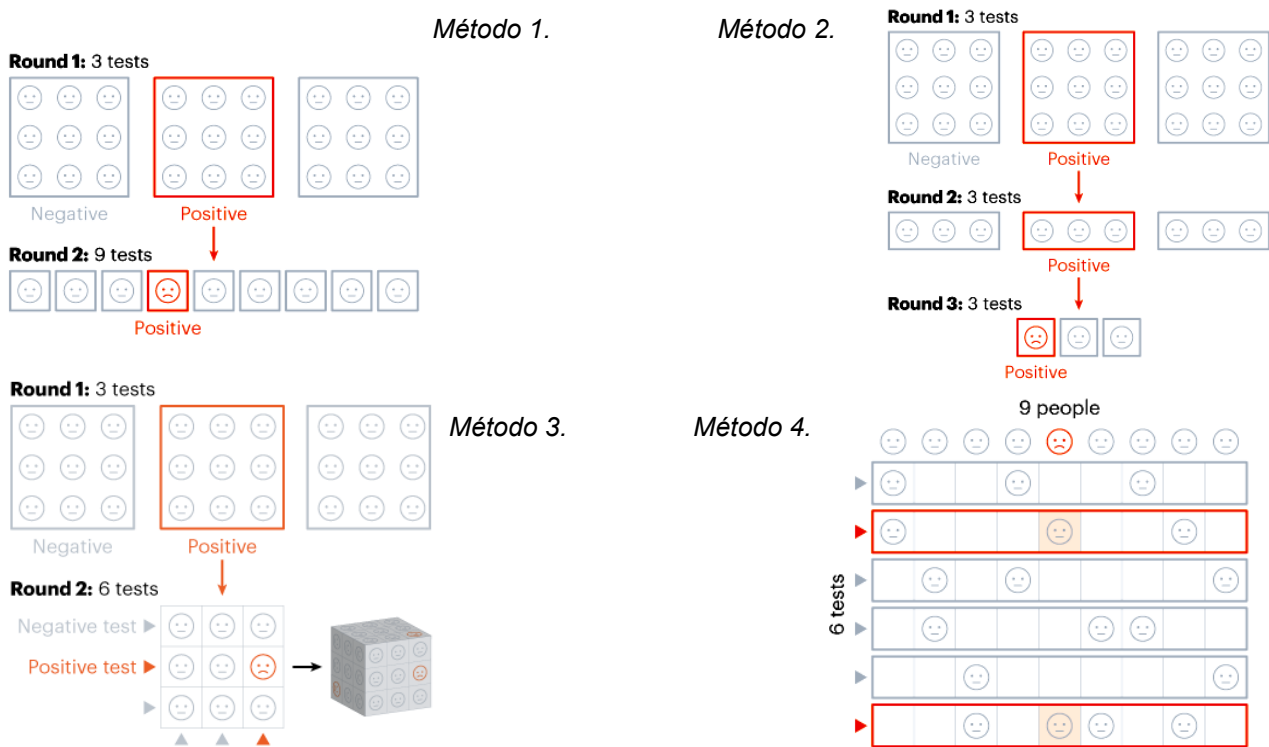 Método 1.
Round 1: 3 tests
Negative
Positive
Round 2: 9 tests
Positive
Método 2.
Round 1: 3 tests
Negative
Positive
Round 2: 3 tests
Positive
Round 3: 3 tests
Positive
Método 3.
Round 1: 3 tests
Negative
Positive
Round 2: 6 tests
Negative test
Positive test
Método 4.
9 people
6 tests